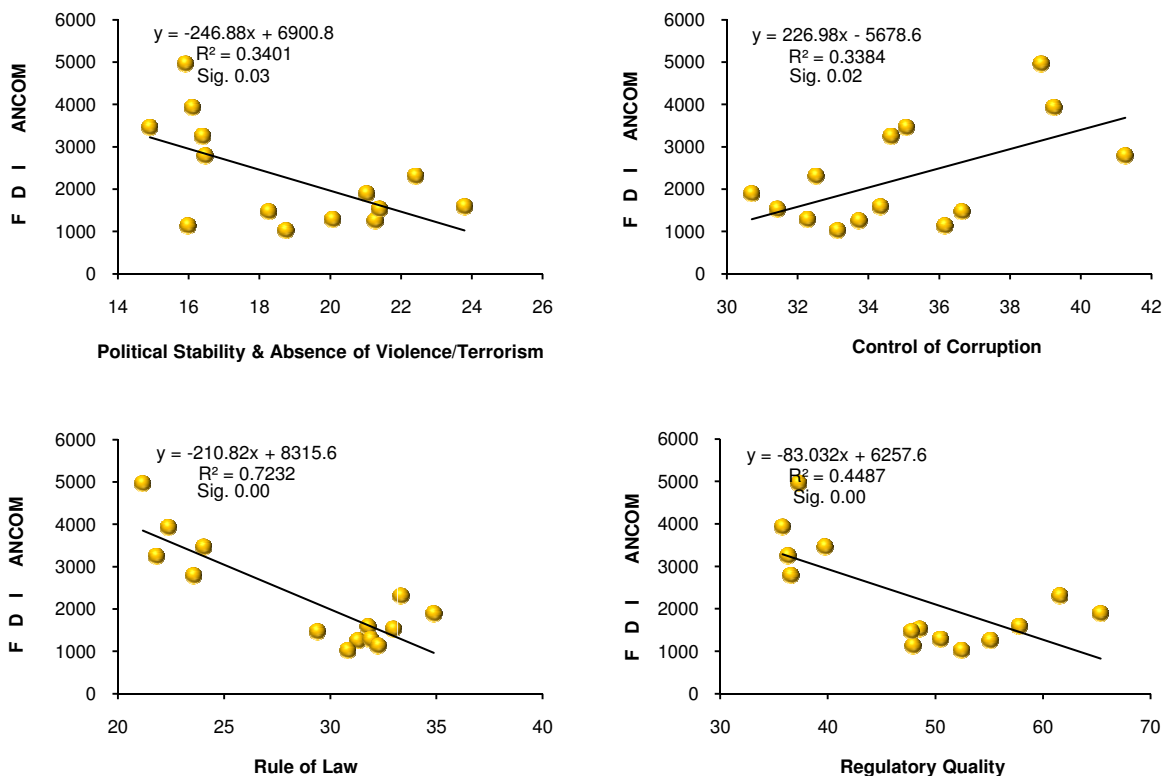 6000
5000
4000
3000
2000
1000
0
F D I ANCOM
y = -246.88x + 6900.8
R² = 0.3401
Sig. 0.03
14 16 18 20 22 24 26
Political Stability & Absence of Violence/Terrorism
6000
5000
4000
3000
2000
1000
0
F D I ANCOM
y = 226.98x - 5678.6
R² = 0.3384
Sig. 0.02
30 32 34 36 38 40 42
Control of Corruption
6000
5000
4000
3000
2000
1000
0
F D I ANCOM
y = -210.82x + 8315.6
R² = 0.7232
Sig. 0.00
20 25 30 35 40
Rule of Law
6000
5000
4000
3000
2000
1000
0
F D I ANCOM
y = -83.032x + 6257.6
R² = 0.4487
Sig. 0.00
30 40 50 60 70
Regulatory Quality